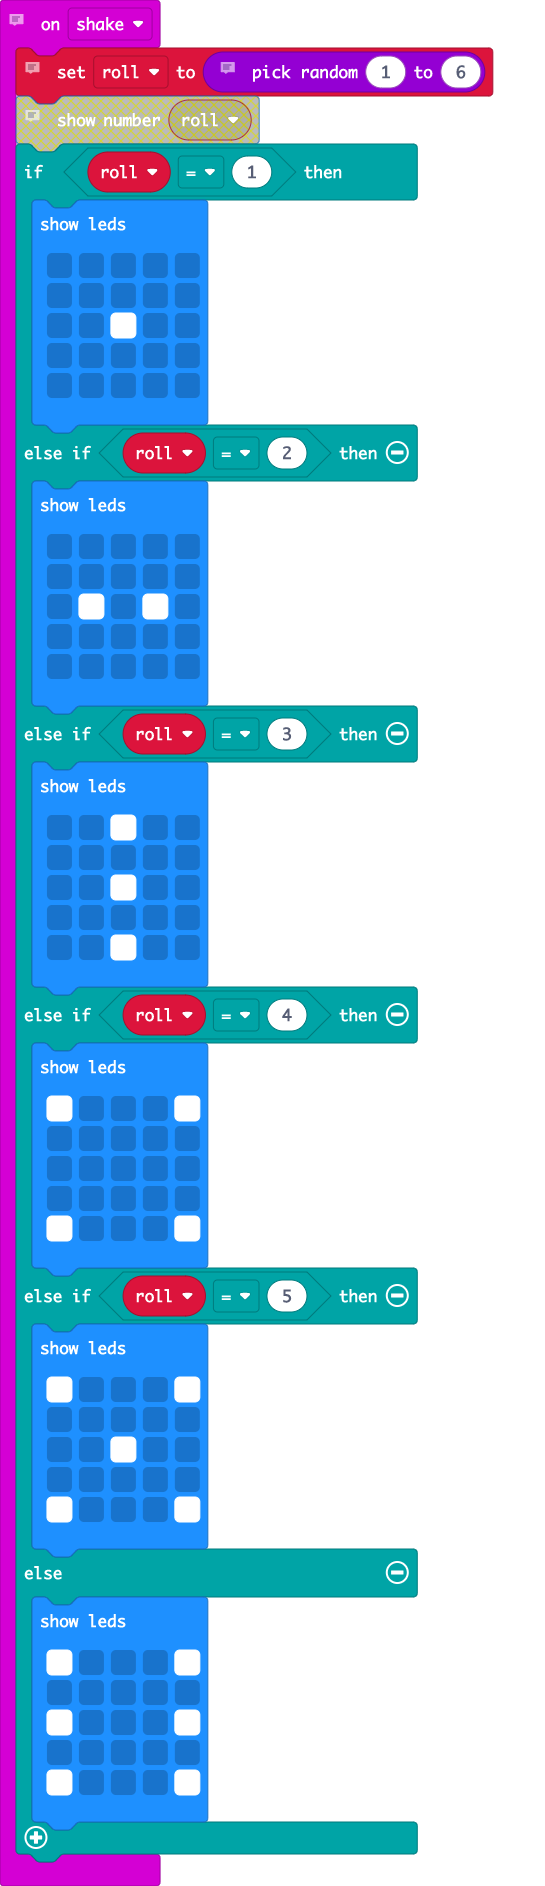 on shake
set roll to pick random 1 to 6
show number roll
if roll = 1 then
show leds
else if roll = 2 then
show leds
else if roll = 3 then
show leds
else if roll = 4 then
show leds
else if roll = 5 then
show leds
else
show leds